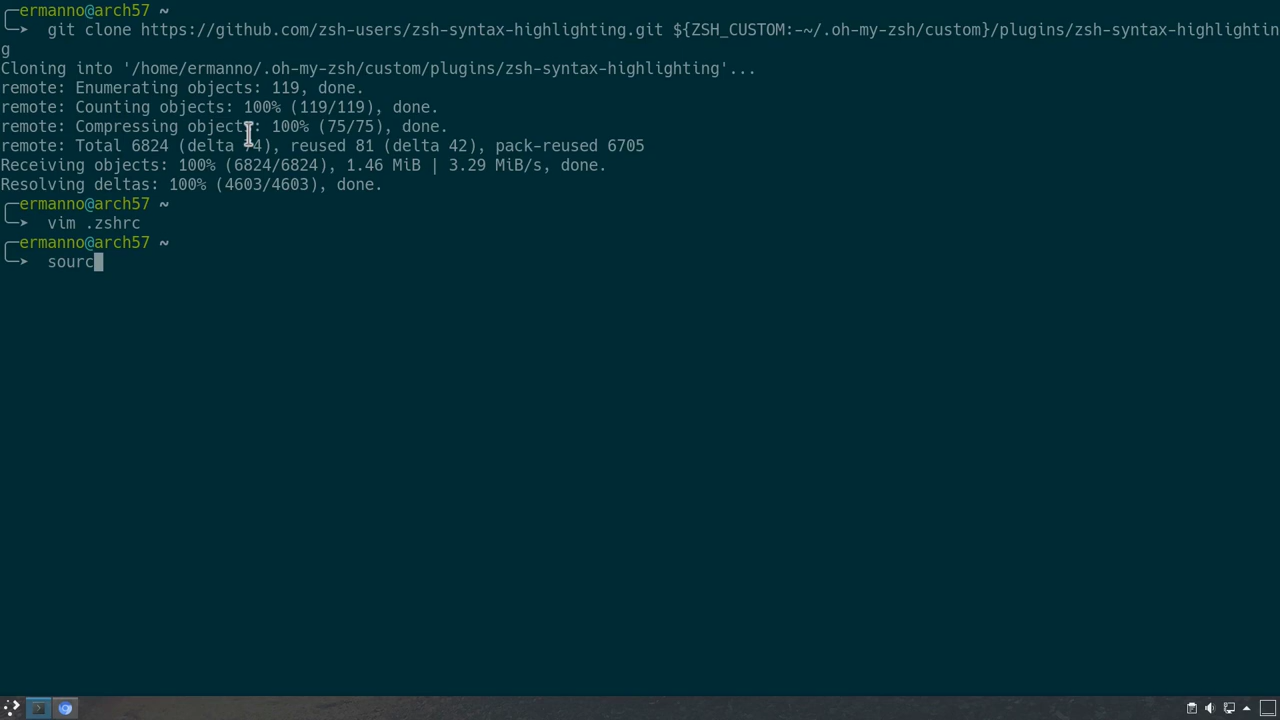 ermanno@arch57 ~
git clone https://github.com/zsh-users/zsh-syntax-highlighting.git ${ZSH_CUSTOM:-~/.oh-my-zsh/custom}/plugins/zsh-syntax-highlightin
g
Cloning into '/home/ermanno/.oh-my-zsh/custom/plugins/zsh-syntax-highlighting'...
remote: Enumerating objects: 119, done.
remote: Counting objects: 100% (119/119), done.
remote: Compressing objects: 100% (75/75), done.
remote: Total 6824 (delta 74), reused 81 (delta 42), pack-reused 6705
Receiving objects: 100% (6824/6824), 1.46 MiB | 3.29 MiB/s, done.
Resolving deltas: 100% (4603/4603), done.
ermanno@arch57 ~
vim .zshrc
ermanno@arch57 ~
sourc